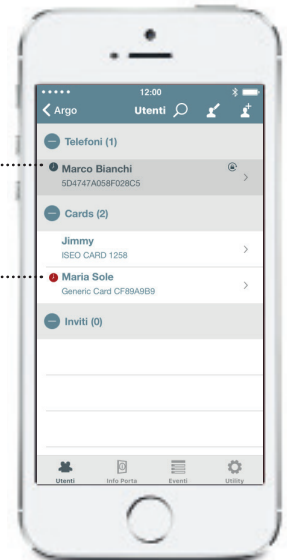 12:00
Argo
Utenti
Telefoni (1)
Marco Bianchi
5D4747A058F028C5
Cards (2)
Jimmy
ISEO CARD 1258
Maria Sole
Generic Card CF89A9B9
Inviti (0)
Utenti Info Porta Eventi Utility